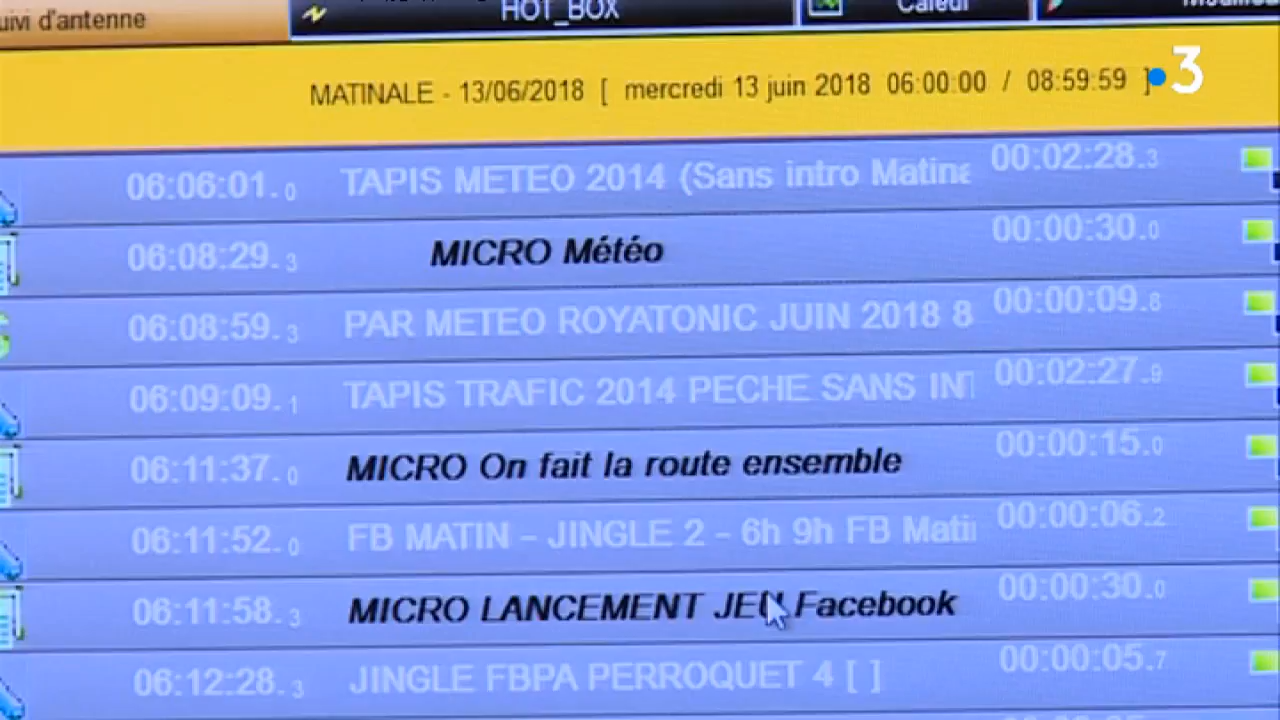 uivi d'antenne
HOT_BOX
MATINALE - 13/06/2018 [ mercredi 13 juin 2018 06:00:00 / 08:59:59 ]
3
06:06:01.0 TAPIS METEO 2014 (Sans intro Matina 00:02:28.3
06:08:29.3 MICRO Météo 00:00:30.0
06:08:59.3 PAR METEO ROYATONIC JUIN 2018 8 00:00:09.8
06:09:09.1 TAPIS TRAFIC 2014 PECHE SANS INT 00:02:27.9
06:11:37.0 MICRO On fait la route ensemble 00:00:15.0
06:11:52.0 FB MATIN - JINGLE 2 - 6h 9h FB Matin 00:00:06.2
06:11:58.3 MICRO LANCEMENT JEU Facebook 00:00:30.0
06:12:28.3 JINGLE FBPA PERROQUET 4 [ ] 00:00:05.7